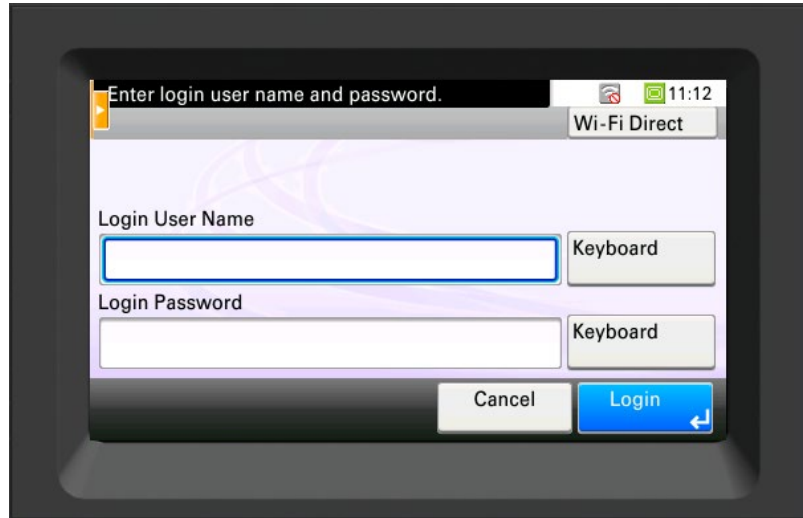 Enter login user name and password.
11:12
Wi-Fi Direct
Login User Name
Keyboard
Login Password
Keyboard
Cancel
Login